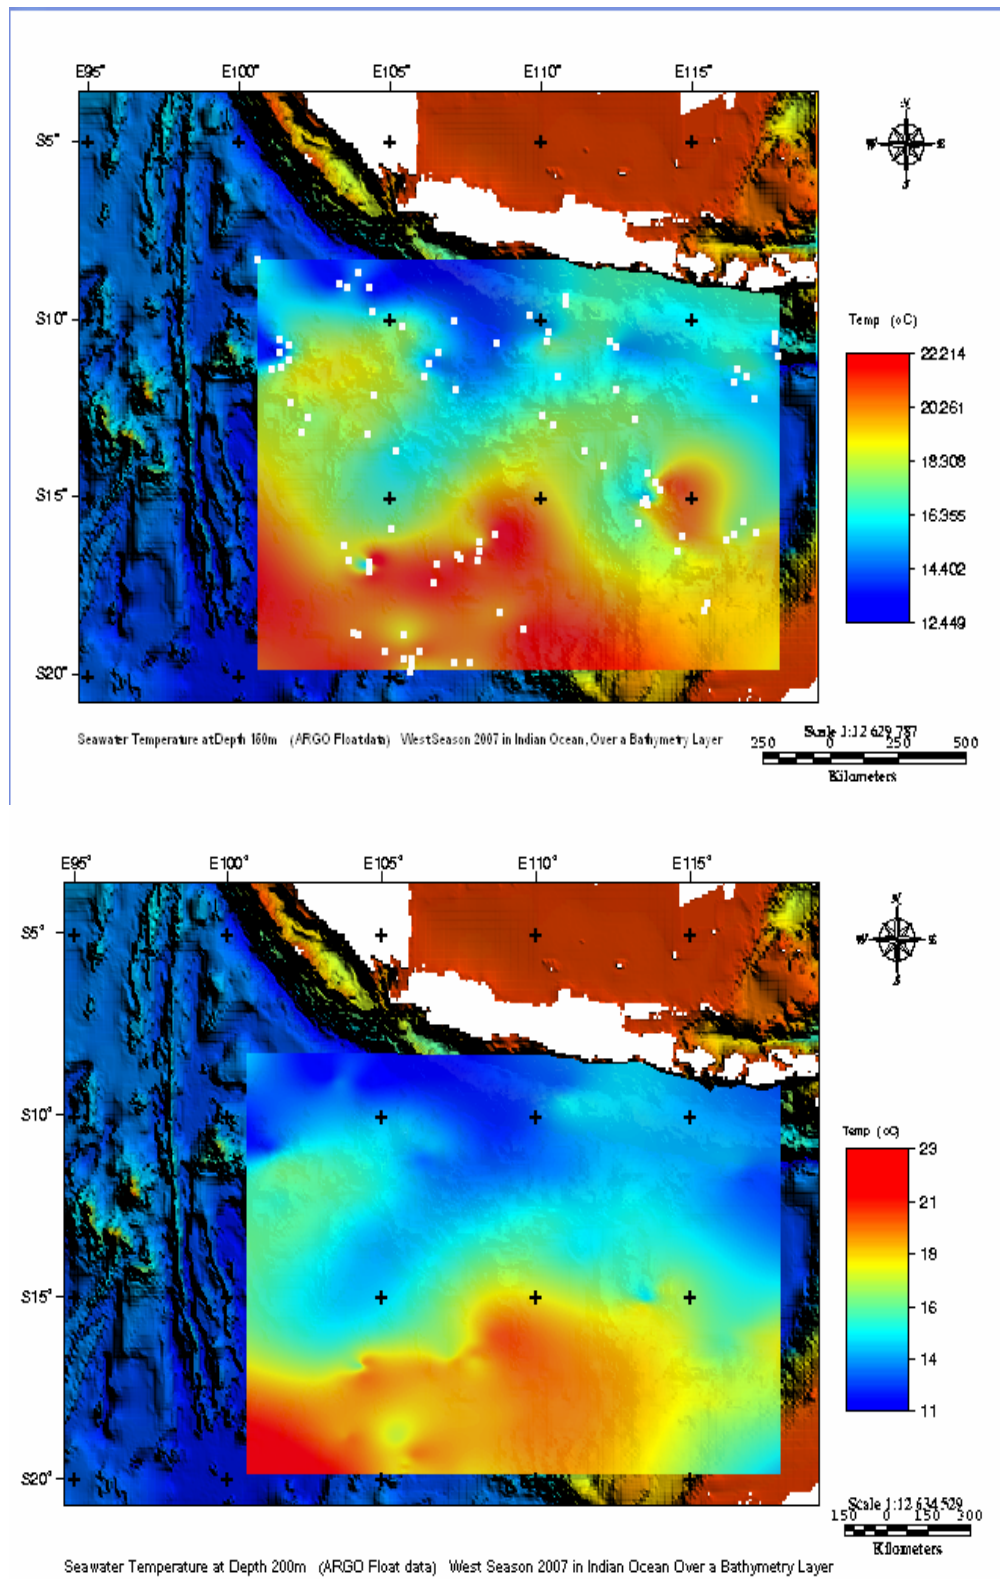 E95° E100° E105° E110° E115°
N
S5° W E
S
S10°
Temp (oC)
22.214
20.261
18.308
S15° 16.355
14.402
12.449
S20°
Seawater Temperature at Depth 160m (ARGO Float data) West Season 2007 in Indian Ocean, Over a Bathymetry Layer
Scale 1:12 629,787
250 0 250 500
Kilometers
E95° E100° E105° E110° E115°
N
S5° W E
S
S10°
Temp (oC)
23
21
19
S15° 16
14
11
S20°
Scale 1:12 634,529
150 0 150 300
Kilometers
Seawater Temperature at Depth 200m (ARGO Float data) West Season 2007 in Indian Ocean Over a Bathymetry Layer